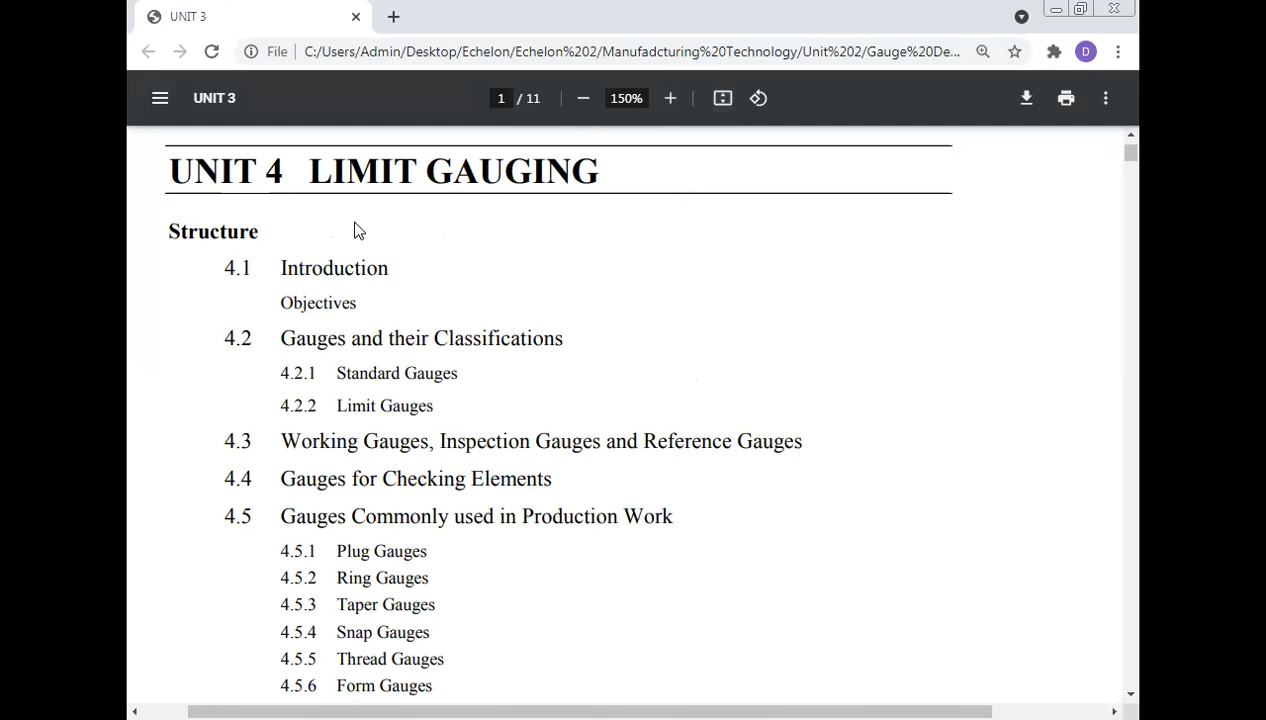 UNIT 3
File C:/Users/Admin/Desktop/Echelon/Echelon%202/Manufadcturing%20Technology/Unit%202/Gauge%20De... D
UNIT 3 1 / 11 150%
UNIT 4 LIMIT GAUGING
Structure
4.1 Introduction
Objectives
4.2 Gauges and their Classifications
4.2.1 Standard Gauges
4.2.2 Limit Gauges
4.3 Working Gauges, Inspection Gauges and Reference Gauges
4.4 Gauges for Checking Elements
4.5 Gauges Commonly used in Production Work
4.5.1 Plug Gauges
4.5.2 Ring Gauges
4.5.3 Taper Gauges
4.5.4 Snap Gauges
4.5.5 Thread Gauges
4.5.6 Form Gauges